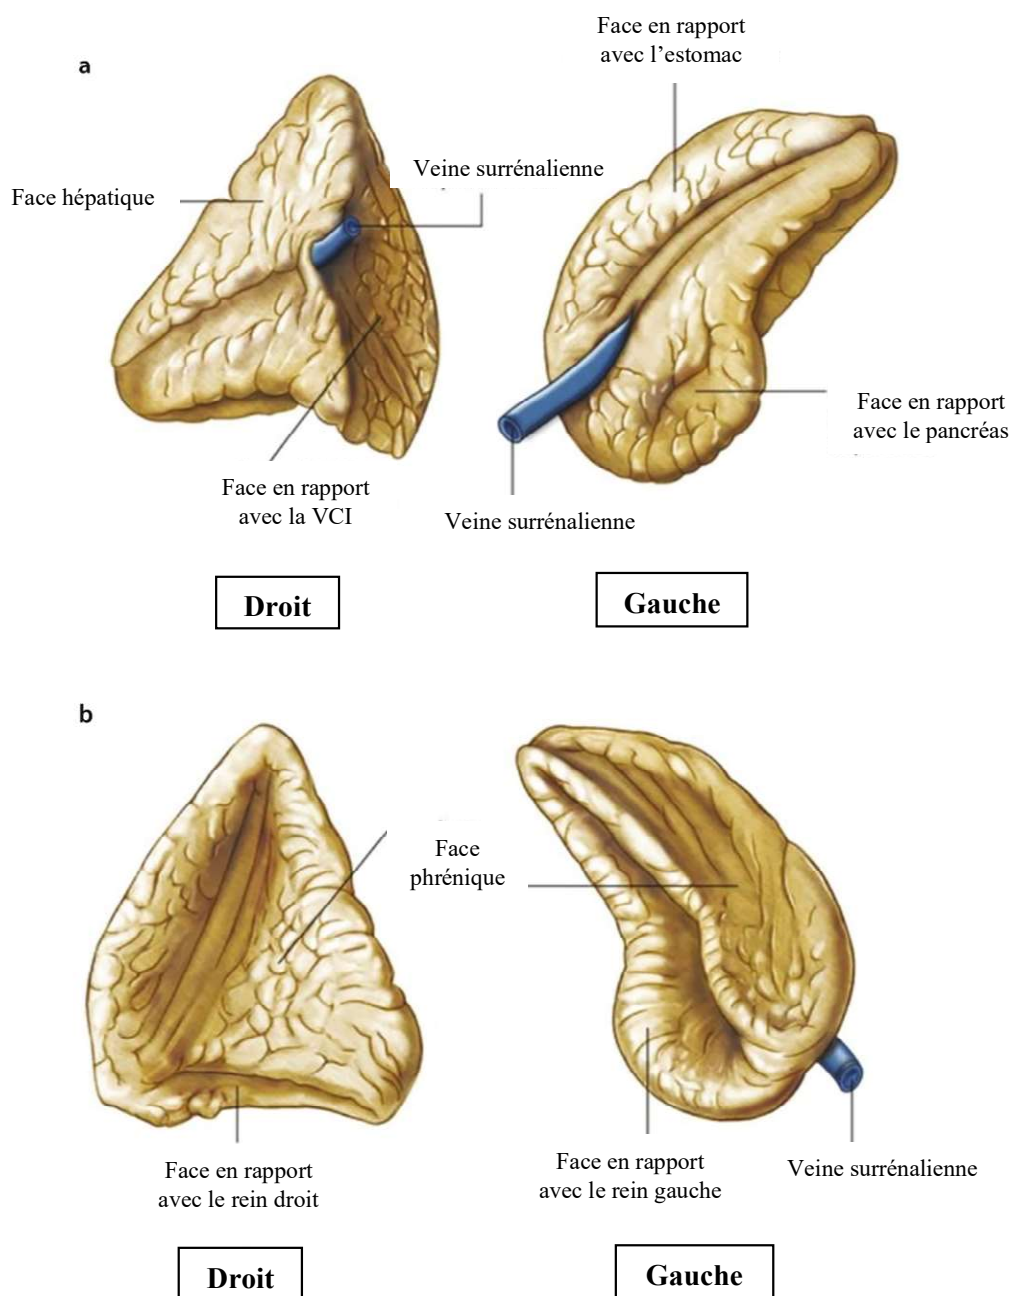 a
Face en rapport
avec l’estomac
Veine surrénalienne
Face hépatique
Face en rapport
avec le pancréas
Face en rapport
avec la VCI
Veine surrénalienne
Droit
Gauche
b
Face
phrénique
Face en rapport
avec le rein droit
Face en rapport
avec le rein gauche
Veine surrénalienne
Droit
Gauche